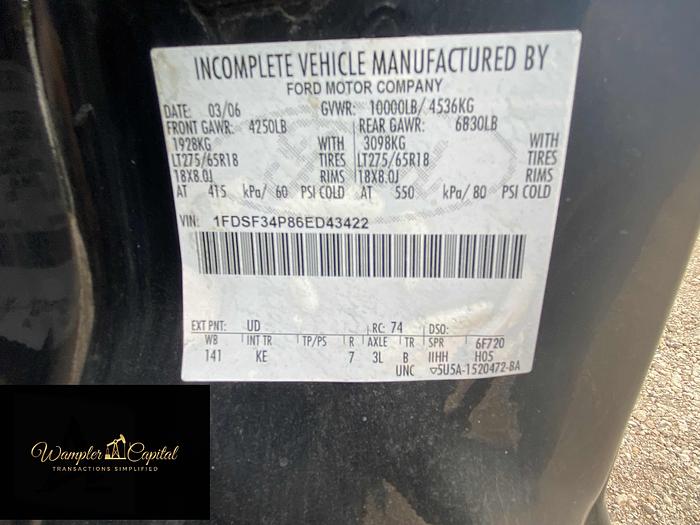 INCOMPLETE VEHICLE MANUFACTURED BY
FORD MOTOR COMPANY
DATE: 03/06 GVWR: 10000LB/ 4536KG
FRONT GAWR: 4250LB REAR GAWR: 6830LB
1928KG WITH 3098KG WITH
LT275/65R18 TIRES LT275/65R18 TIRES
18X8.0J RIMS 18X8.0J RIMS
AT 415 kPa/ 60 PSI COLD AT 550 kPa/ 80 PSI COLD
VIN: 1FDSF34P86ED43422
EXT PNT: UD RC: 74 DSO:
WB INT TR TP/PS R AXLE TR SPR 6F720
141 KE 7 3L B IIHH H05
UNC ▽5U5A-1520472-BA
Wampler Capital
TRANSACTIONS SIMPLIFIED